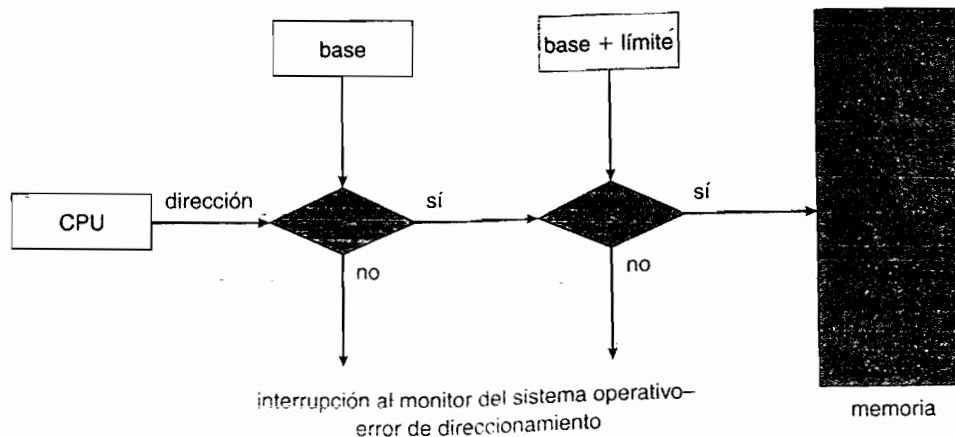 base
base + límite
CPU
dirección
sí
sí
no
no
interrupción al monitor del sistema operativo–
error de direccionamiento
memoria